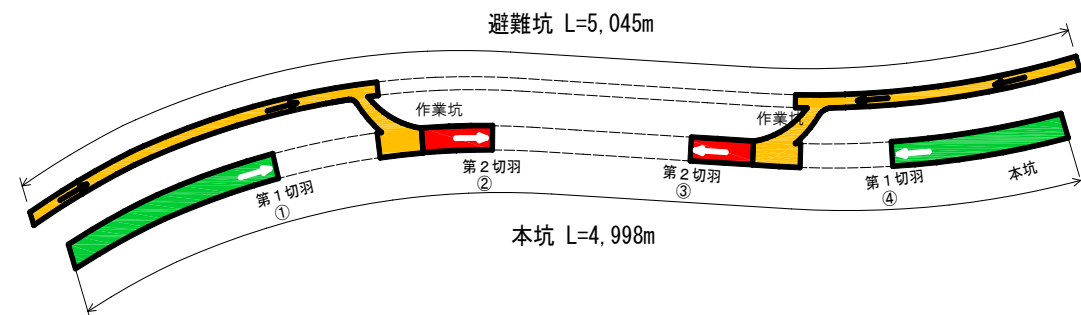 避難坑 L=5,045m
作業坑
作業坑
第1切羽
①
第2切羽
②
第2切羽
③
第1切羽
④
本坑
本坑 L=4,998m